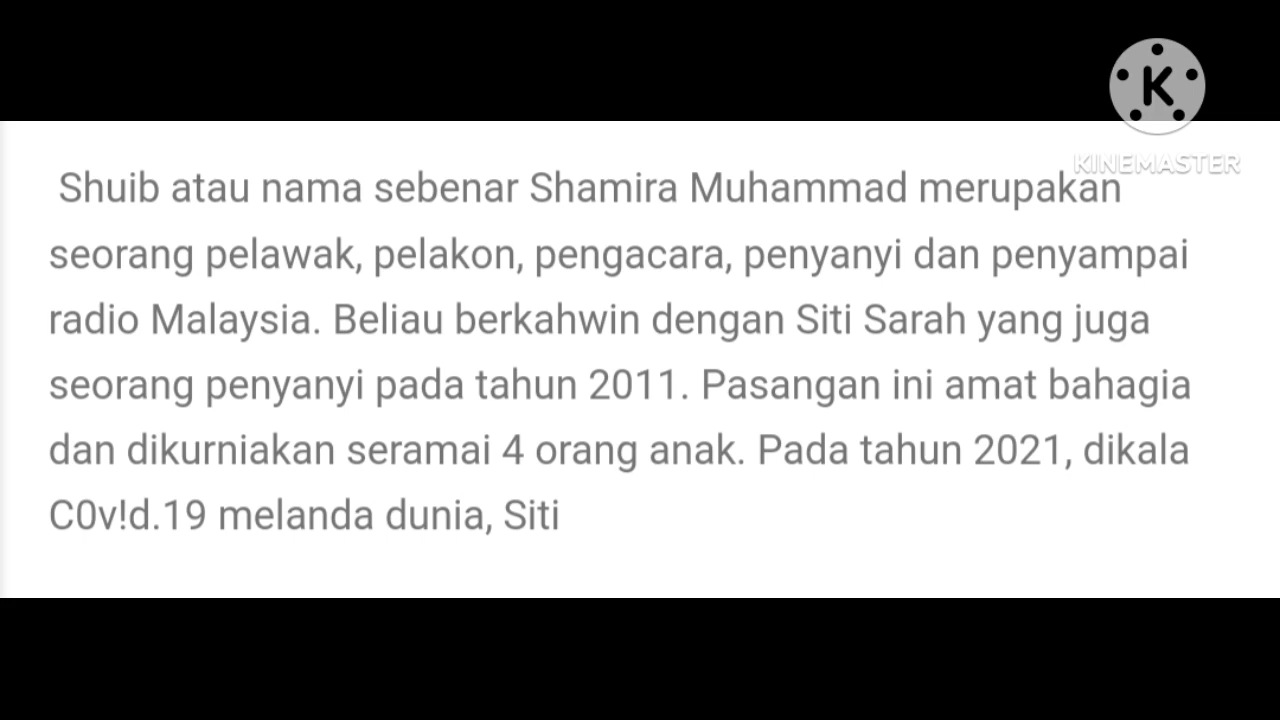 K
KINEMASTER
Shuib atau nama sebenar Shamira Muhammad merupakan
seorang pelawak, pelakon, pengacara, penyanyi dan penyampai
radio Malaysia. Beliau berkahwin dengan Siti Sarah yang juga
seorang penyanyi pada tahun 2011. Pasangan ini amat bahagia
dan dikurniakan seramai 4 orang anak. Pada tahun 2021, dikala
C0v!d.19 melanda dunia, Siti